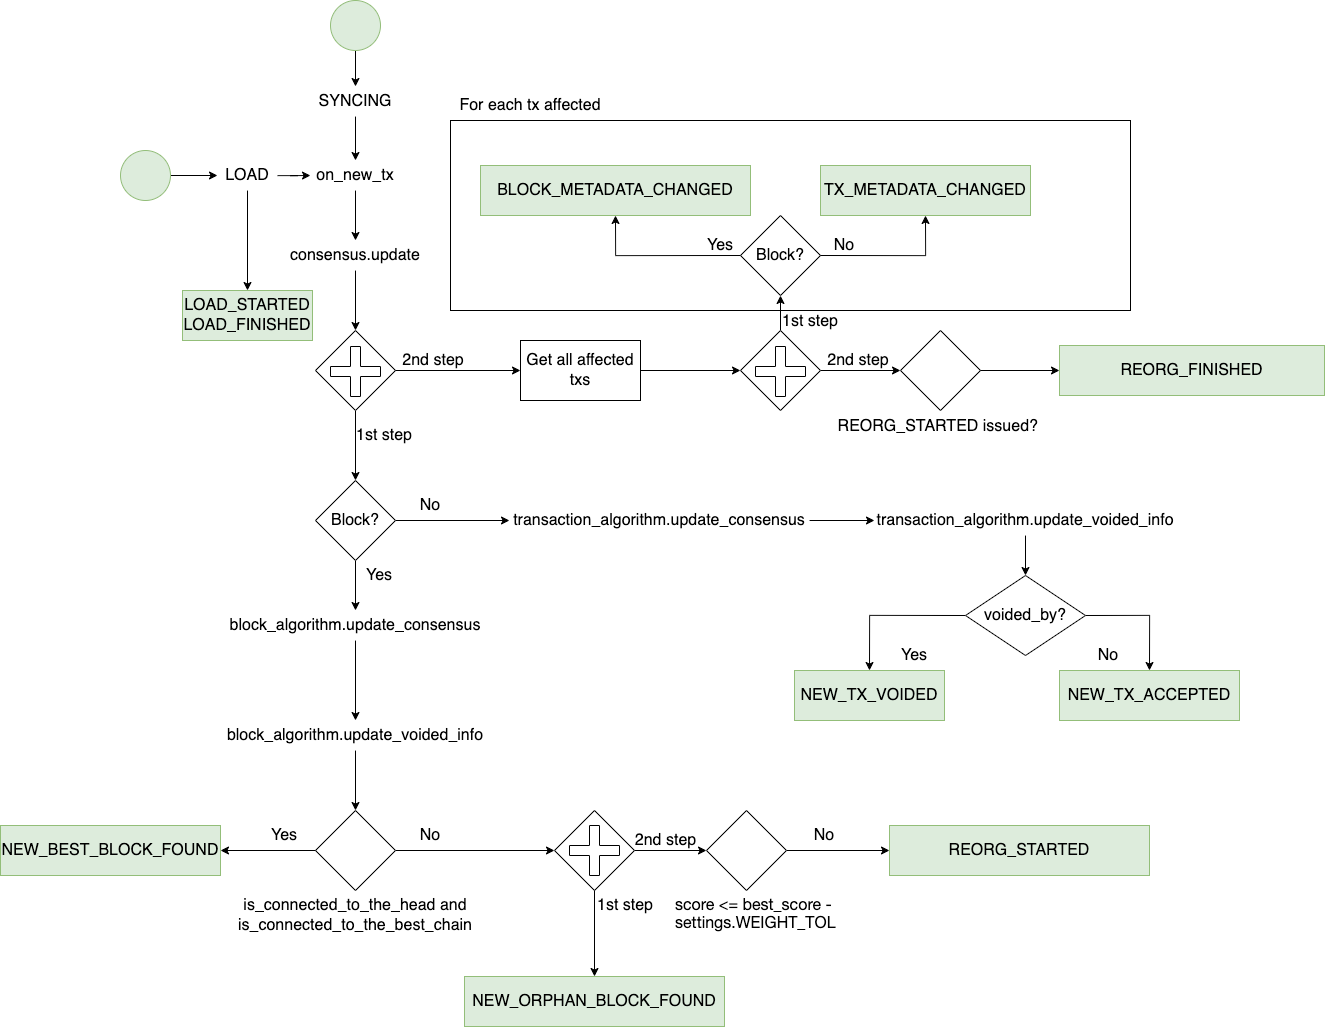 SYNCING
For each tx affected
LOAD
on_new_tx
BLOCK_METADATA_CHANGED
TX_METADATA_CHANGED
Yes
Block?
No
consensus.update
LOAD_STARTED
LOAD_FINISHED
1st step
2nd step
Get all affected
txs
2nd step
REORG_FINISHED
REORG_STARTED issued?
1st step
Block?
No
transaction_algorithm.update_consensus
transaction_algorithm.update_voided_info
Yes
voided_by?
block_algorithm.update_consensus
Yes
No
NEW_TX_VOIDED
NEW_TX_ACCEPTED
block_algorithm.update_voided_info
NEW_BEST_BLOCK_FOUND
Yes
No
2nd step
No
REORG_STARTED
is_connected_to_the_head and
is_connected_to_the_best_chain
1st step
score <= best_score -
settings.WEIGHT_TOL
NEW_ORPHAN_BLOCK_FOUND